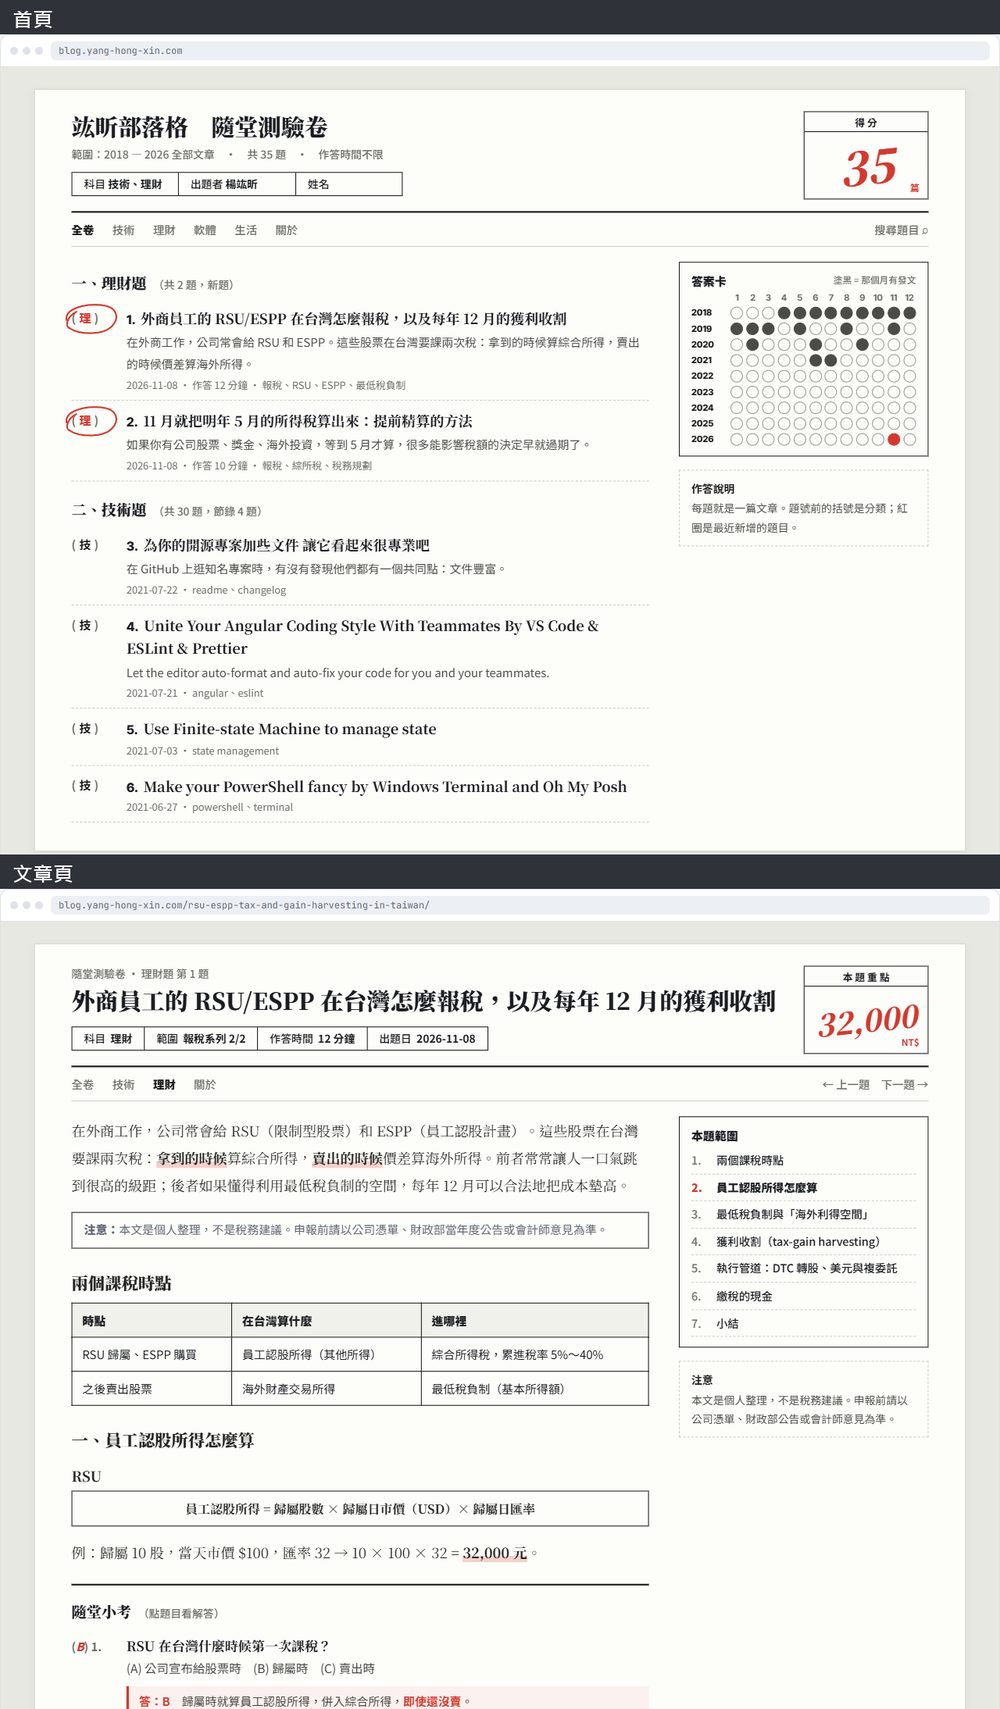 首頁
blog.yang-hong-xin.com
竑昕部落格　隨堂測驗卷
範圍：2018 — 2026 全部文章　・　共 35 題　・　作答時間不限
科目 技術、理財
出題者 楊竑昕
姓名
得分
35
篇
全卷　技術　理財　軟體　生活　關於
搜尋題目 ⌕
一、理財題　（共 2 題，新題）
（理）
1. 外商員工的 RSU/ESPP 在台灣怎麼報稅，以及每年 12 月的獲利收割
在外商工作，公司常會給 RSU 和 ESPP。這些股票在台灣要課兩次稅：拿到的時候算綜合所得，賣出
的時候價差算海外所得。
2026-11-08 ・ 作答 12 分鐘 ・ 報稅、RSU、ESPP、最低稅負制
（理）
2. 11 月就把明年 5 月的所得稅算出來：提前精算的方法
如果你有公司股票、獎金、海外投資，等到 5 月才算，很多能影響稅額的決定早就過期了。
2026-11-08 ・ 作答 10 分鐘 ・ 報稅、綜所稅、稅務規劃
二、技術題　（共 30 題，節錄 4 題）
（技）
3. 為你的開源專案加些文件 讓它看起來很專業吧
在 GitHub 上逛知名專案時，有沒有發現他們都有一個共同點：文件豐富。
2021-07-22 ・ readme、changelog
（技）
4. Unite Your Angular Coding Style With Teammates By VS Code &
ESLint & Prettier
Let the editor auto-format and auto-fix your code for you and your teammates.
2021-07-21 ・ angular、eslint
（技）
5. Use Finite-state Machine to manage state
2021-07-03 ・ state management
（技）
6. Make your PowerShell fancy by Windows Terminal and Oh My Posh
2021-06-27 ・ powershell、terminal
答案卡
塗黑 = 那個月有發文
1 2 3 4 5 6 7 8 9 10 11 12
2018
2019
2020
2021
2022
2023
2024
2025
2026
作答說明
每題就是一篇文章。題號前的括號是分類；紅
圈是最近新增的題目。
文章頁
blog.yang-hong-xin.com/rsu-espp-tax-and-gain-harvesting-in-taiwan/
隨堂測驗卷 ・ 理財題 第 1 題
外商員工的 RSU/ESPP 在台灣怎麼報稅，以及每年 12 月的獲利收割
科目 理財
範圍 報稅系列 2/2
作答時間 12 分鐘
出題日 2026-11-08
本題重點
32,000
NT$
全卷　技術　理財　關於
← 上一題　下一題 →
在外商工作，公司常會給 RSU（限制型股票）和 ESPP（員工認股計畫）。這些股票在台灣
要課兩次稅：拿到的時候算綜合所得，賣出的時候價差算海外所得。前者常常讓人一口氣跳
到很高的級距；後者如果懂得利用最低稅負制的空間，每年 12 月可以合法地把成本墊高。
注意：本文是個人整理，不是稅務建議。申報前請以公司憑單、財政部當年度公告或會計師意見為準。
兩個課稅時點
時點　在台灣算什麼　進哪裡
RSU 歸屬、ESPP 購買　員工認股所得（其他所得）　綜合所得稅，累進稅率 5%～40%
之後賣出股票　海外財產交易所得　最低稅負制（基本所得額）
一、員工認股所得怎麼算
RSU
員工認股所得 = 歸屬股數 × 歸屬日市價（USD）× 歸屬日匯率
例：歸屬 10 股，當天市價 $100，匯率 32 → 10 × 100 × 32 = 32,000 元。
隨堂小考　（點題目看解答）
(B) 1.
RSU 在台灣什麼時候第一次課稅？
(A) 公司宣布給股票時　(B) 歸屬時　(C) 賣出時
答：B　歸屬時就算員工認股所得，併入綜合所得，即使還沒賣。
本題範圍
1.　兩個課稅時點
2.　員工認股所得怎麼算
3.　最低稅負制與「海外利得空間」
4.　獲利收割（tax-gain harvesting）
5.　執行管道：DTC 轉股、美元與複委託
6.　繳稅的現金
7.　小結
注意
本文是個人整理，不是稅務建議。申報前請以
公司憑單、財政部公告或會計師意見為準。